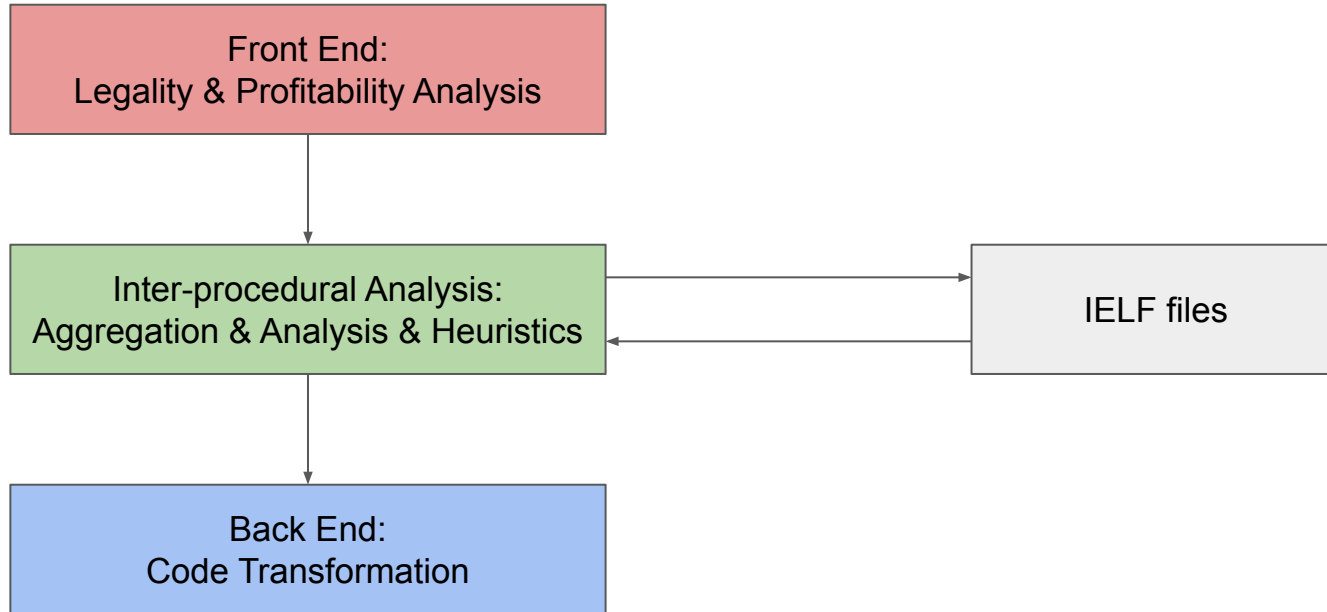 Front End:
Legality & Profitability Analysis
Inter-procedural Analysis:
Aggregation & Analysis & Heuristics
IELF files
Back End:
Code Transformation